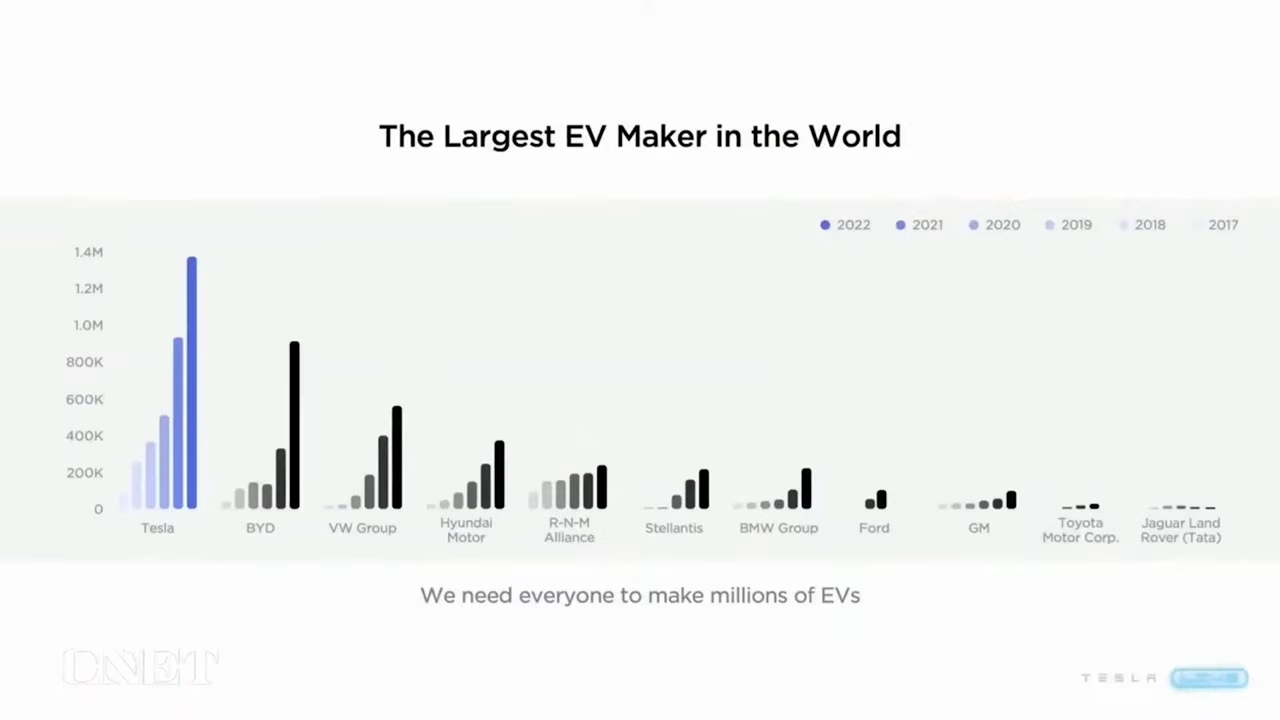 The Largest EV Maker in the World
2022 2021 2020 2019 2018 2017
1.4M
1.2M
1.0M
800K
600K
400K
200K
0
Tesla
BYD
VW Group
Hyundai
Motor
R-N-M
Alliance
Stellantis
BMW Group
Ford
GM
Toyota
Motor Corp.
Jaguar Land
Rover (Tata)
We need everyone to make millions of EVs
CNET
TESLA